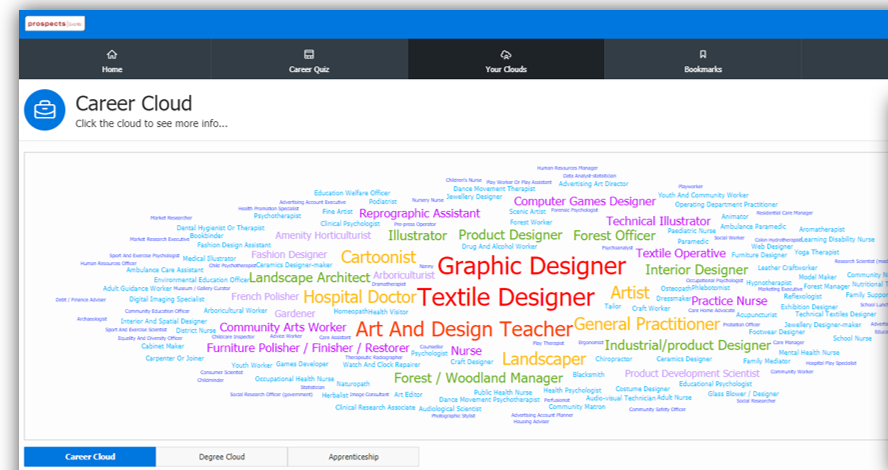 prospects
Home
Career Quiz
Your Clouds
Bookmarks
Career Cloud
Click the cloud to see more info...
Human Resources Manager
Data Analyst-statistician
Children's Nurse Play Worker Or Play Assistant Advertising Art Director
Dance Movement Therapist Playworker
Education Welfare Officer Nursery Nurse Jewellery Designer Youth And Community Worker
Advertising Account Executive Podiatrist Computer Games Designer Operating Department Practitioner
Health Promotion Specialist Fine Artist Reprographic Assistant Scenic Artist Forensic Psychologist Animator Residential Care Manager
Market Researcher Psychotherapist Clinical Psychologist Pre-press Operator Forest Worker Technical Illustrator Ambulance Paramedic
Dental Hygienist Or Therapist Amenity Horticulturist Illustrator Product Designer Forest Officer Paediatric Nurse Aromatherapist
Bookbinder
Market Research Executive Fashion Design Assistant Drug And Alcohol Worker Psychoanalyst Paramedic Social Worker Colon Hydrotherapist Learning Disability Nurse
Sport And Exercise Psychologist Medical Illustrator Fashion Designer Cartoonist Textile Operative Web Designer Furniture Designer Yoga Therapist
Human Resources Officer Child Psychotherapist Ceramics Designer-maker Nanny Graphic Designer Interior Designer Leather Craftworker
Ambulance Care Assistant Arboriculturist Model Maker
Environmental Education Officer Landscape Architect Dramatherapist Occupational Psychologist Hypnotherapist
Adult Guidance Worker Museum / Gallery Curator Phlebotomist Forest Manager
Debt / Finance Adviser Digital Imaging Specialist French Polisher Hospital Doctor Textile Designer Artist Dressmaker Practice Nurse Reflexologist Family Support
Exhibition Designer
Community Education Officer Arboricultural Worker Gardener Homeopath Health Visitor Tailor Craft Worker Care Home Advocate Acupuncturist Technical Textiles Designer
Archaeologist Interior And Spatial Designer Community Arts Worker Art And Design Teacher General Practitioner Probation Officer Jewellery Designer-maker
Sport And Exercise Scientist District Nurse Footwear Designer
Equality And Diversity Officer Childcare Inspector Advice Worker Care Assistant Play Therapist Ergonomist Industrial/product Designer Care Manager School Nurse
Cabinet Maker Furniture Polisher / Finisher / Restorer Counsellor Psychologist Nurse Mental Health Nurse
Carpenter Or Joiner Therapeutic Radiographer Landscaper Chiropractor Ceramics Designer Family Mediator Hospital Play Specialist
Youth Worker Games Developer Watch And Clock Repairer Craft Designer
Consumer Scientist Blacksmith Product Development Scientist Community Worker
Childminder Occupational Health Nurse Naturopath Forest / Woodland Manager Educational Psychologist
Statistician Public Health Nurse Health Psychologist Costume Designer
Social Research Officer (government) Herbalist Image Consultant Art Editor Dance Movement Psychotherapist Perfusionist Audio-visual Technician Adult Nurse Glass Blower / Designer
Social Researcher
Clinical Research Associate Audiological Scientist Community Matron Community Safety Officer
Photographic Stylist Advertising Account Planner
Housing Adviser
Career Cloud
Degree Cloud
Apprenticeship